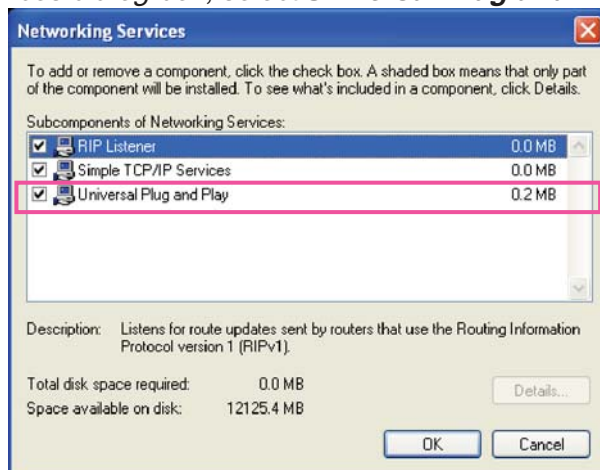 Networking Services
To add or remove a component, click the check box. A shaded box means that only part
of the component will be installed. To see what's included in a component, click Details.
Subcomponents of Networking Services:
RIP Listener 0.0 MB
Simple TCP/IP Services 0.0 MB
Universal Plug and Play 0.2 MB
Description: Listens for route updates sent by routers that use the Routing Information
Protocol version 1 (RIPv1).
Total disk space required: 0.0 MB
Details...
Space available on disk: 12125.4 MB
OK Cancel